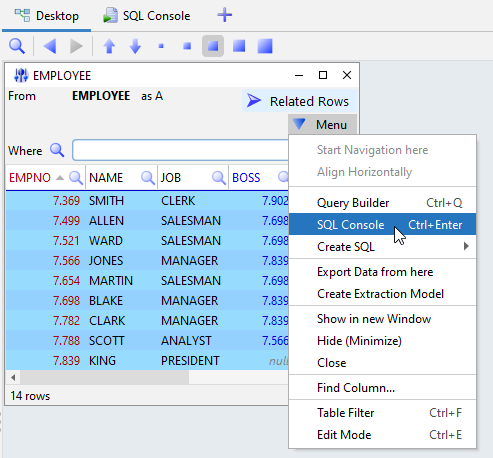 Desktop SQL Console
EMPLOYEE
From EMPLOYEE as A
Related Rows
Menu
Where
EMPNO NAME JOB BOSS
7.369 SMITH CLERK 7.902
7.499 ALLEN SALESMAN 7.698
7.521 WARD SALESMAN 7.698
7.566 JONES MANAGER 7.839
7.654 MARTIN SALESMAN 7.698
7.698 BLAKE MANAGER 7.839
7.782 CLARK MANAGER 7.839
7.788 SCOTT ANALYST 7.566
7.839 KING PRESIDENT null
14 rows
Start Navigation here
Align Horizontally
Query Builder Ctrl+Q
SQL Console Ctrl+Enter
Create SQL
Export Data from here
Create Extraction Model
Show in new Window
Hide (Minimize)
Close
Find Column...
Table Filter Ctrl+F
Edit Mode Ctrl+E